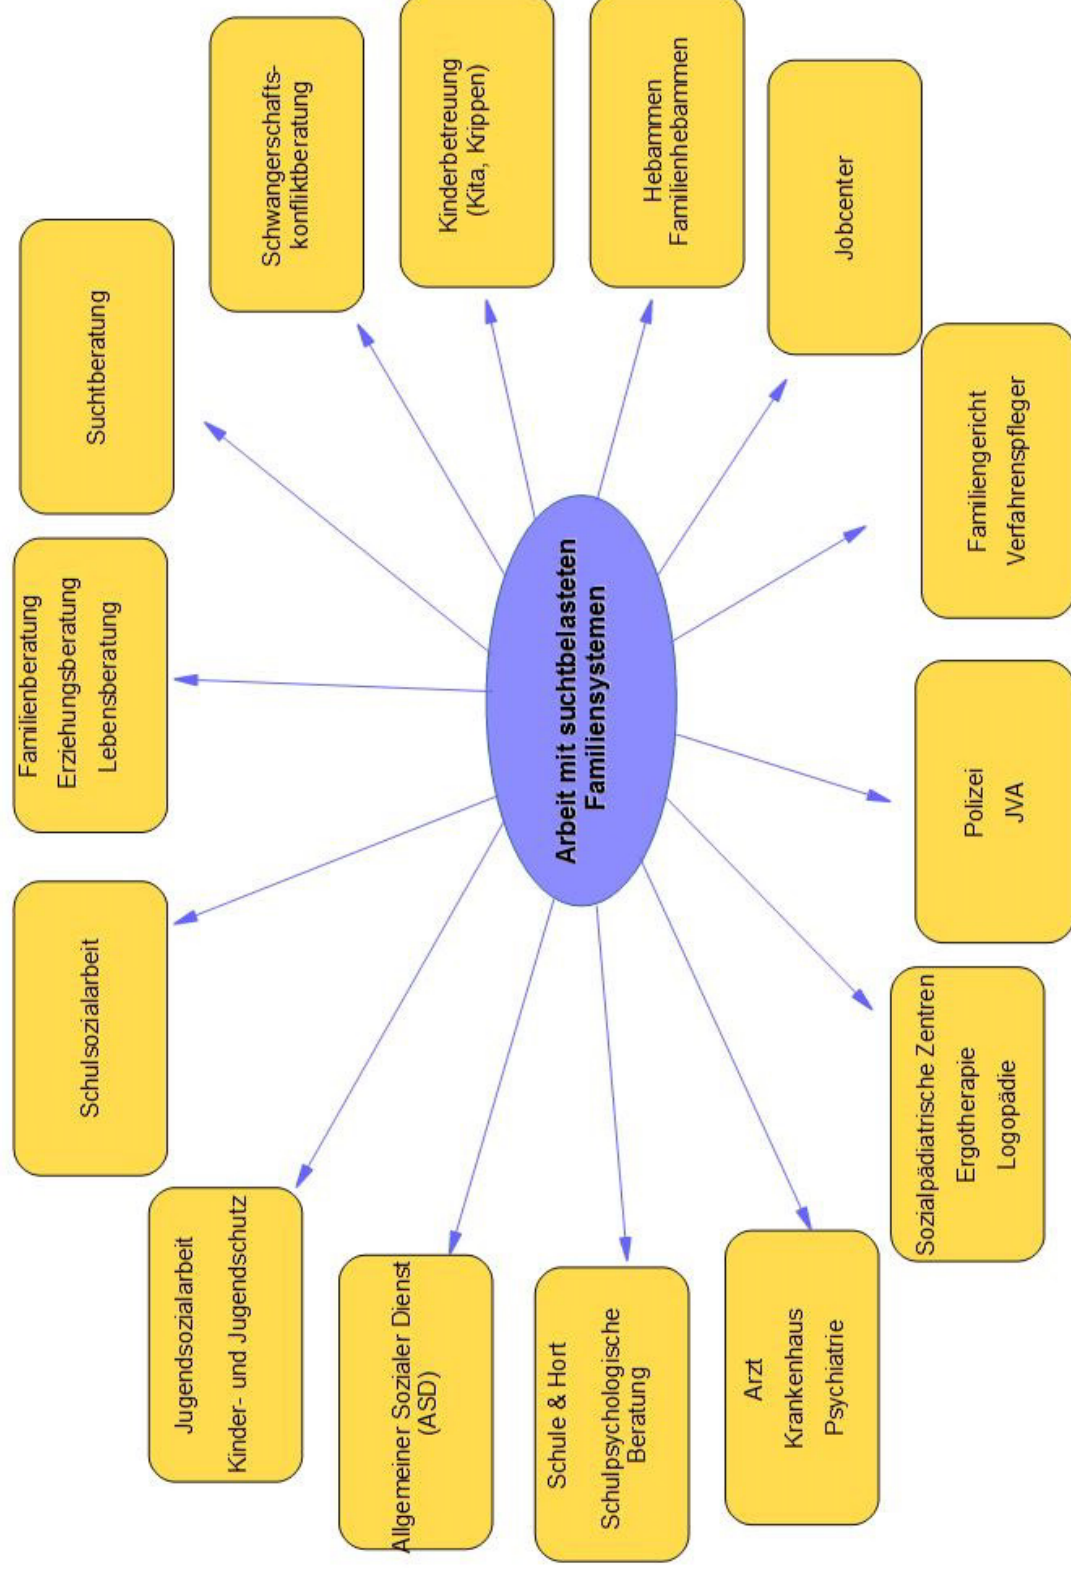 Schulsozialarbeit
Familienberatung
Erziehungsberatung
Lebensberatung
Suchtberatung
Jugendsozialarbeit
Kinder- und Jugendschutz
Schwangerschafts-
konfliktberatung
Allgemeiner Sozialer Dienst
(ASD)
Kinderbetreuung
(Kita, Krippen)
Arbeit mit suchtbelasteten
Familiensystemen
Schule & Hort
Schulpsychologische
Beratung
Hebammen
Familienhebammen
Arzt
Krankenhaus
Psychiatrie
Jobcenter
Sozialpädiatrische Zentren
Ergotherapie
Logopädie
Polizei
JVA
Familiengericht
Verfahrenspfleger